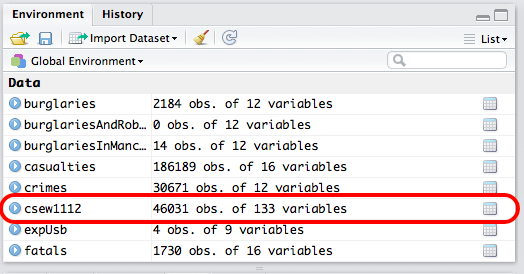 Environment History
Import Dataset List
Global Environment
Data
burglaries 2184 obs. of 12 variables
burglariesAndRob… 0 obs. of 12 variables
burglariesInManc… 14 obs. of 12 variables
casualties 186189 obs. of 16 variables
crimes 30671 obs. of 12 variables
csew1112 46031 obs. of 133 variables
expUsb 4 obs. of 9 variables
fatals 1730 obs. of 16 variables